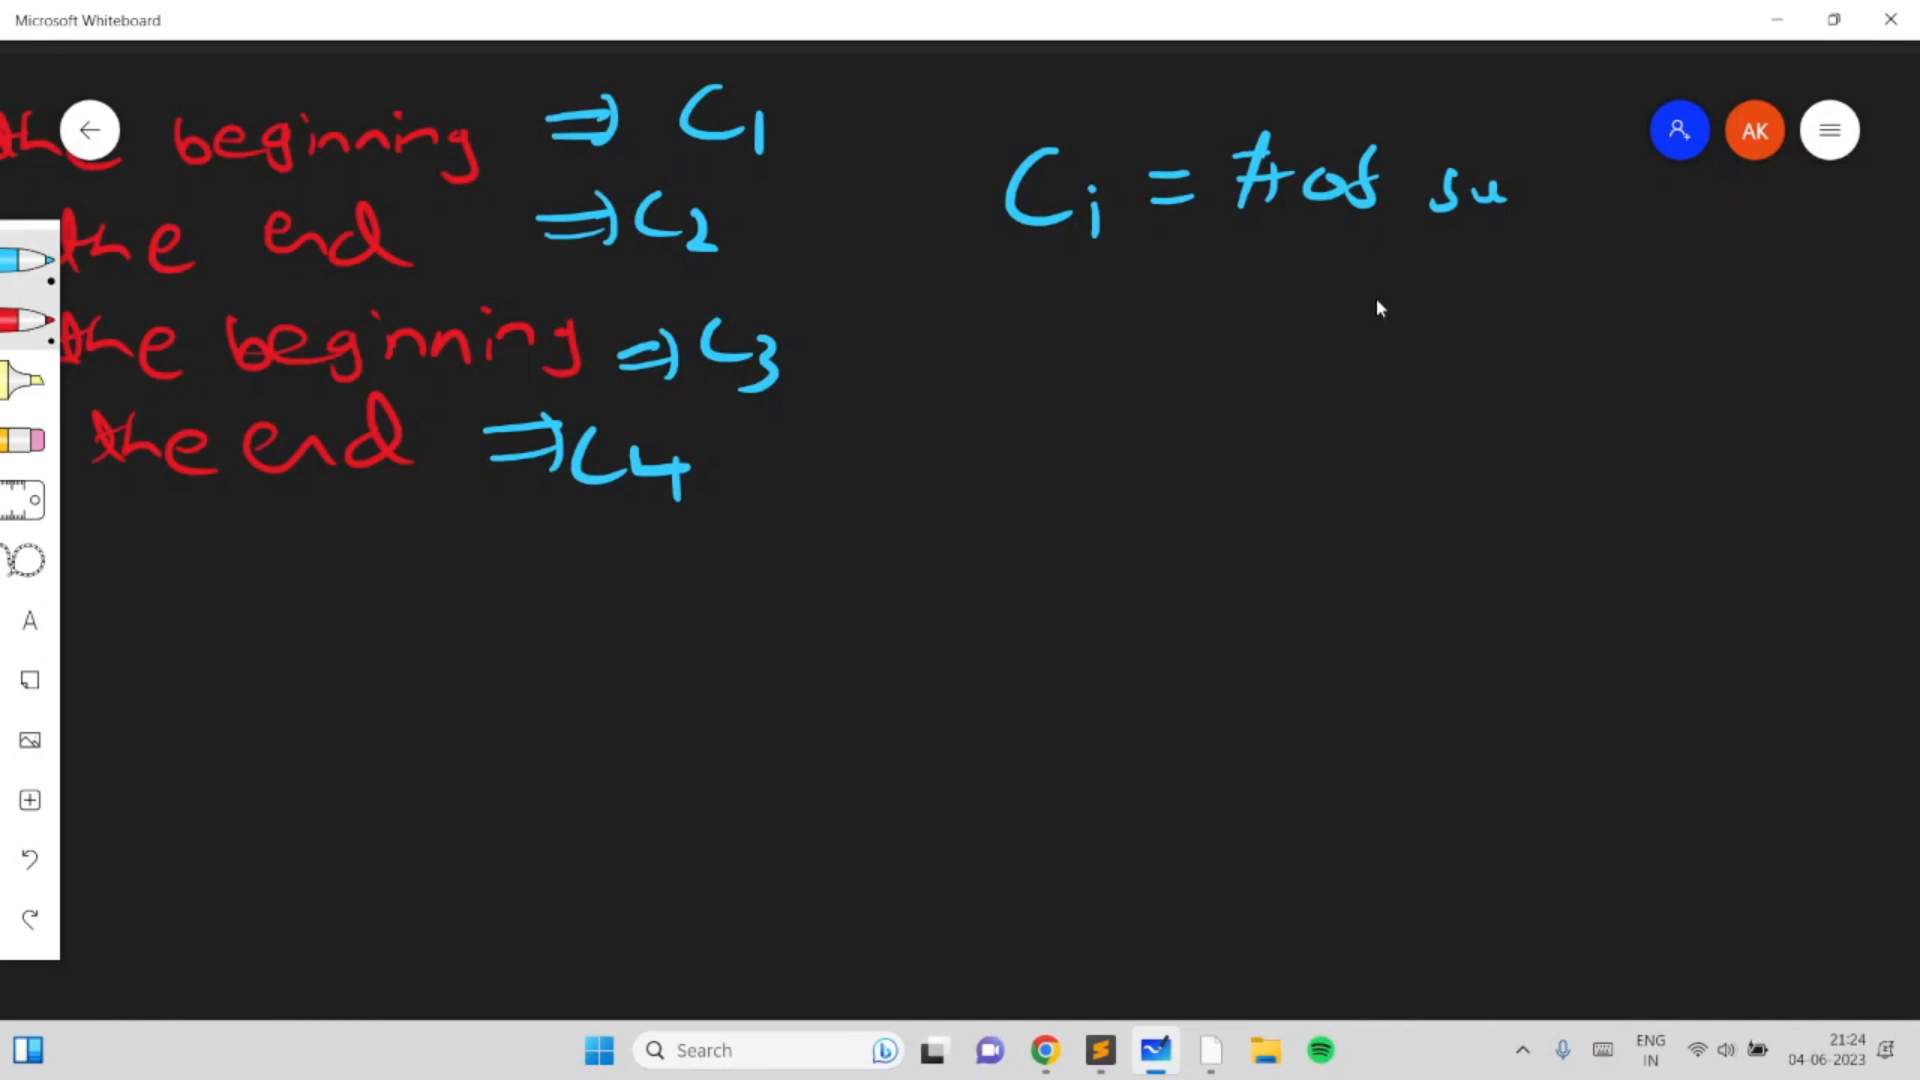 Microsoft Whiteboard
the beginning ⇒ C1
the end ⇒ C2
the beginning ⇒ C3
the end ⇒ C4
Ci = # of su
AK
A
Search
ENG
IN
21:24
04-06-2023